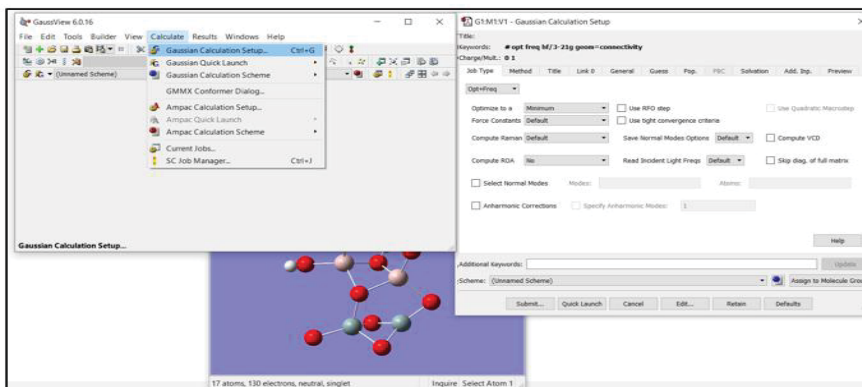 GaussView 6.0.16
File Edit Tools Builder View Calculate Results Windows Help
Gaussian Calculation Setup... Ctrl+G
Gaussian Quick Launch
Gaussian Calculation Scheme
GMMX Conformer Dialog...
Ampac Calculation Setup...
Ampac Quick Launch
Ampac Calculation Scheme
Current Jobs...
SC Job Manager... Ctrl+J
(Unnamed Scheme)
Gaussian Calculation Setup...
17 atoms, 130 electrons, neutral, singlet Inquire Select Atom 1
G1:M1:V1 - Gaussian Calculation Setup
Title:
Keywords: # opt freq hf/3-21g geom=connectivity
Charge/Mult.: 0 1
Job Type Method Title Link 0 General Guess Pop. PBC Solvation Add. Inp. Preview
Opt+Freq
Optimize to a Minimum Use RFO step Use Quadratic Macrostep
Force Constants Default Use tight convergence criteria
Compute Raman Default Save Normal Modes Options Default Compute VCD
Compute ROA No Read Incident Light Freqs Default Skip diag. of full matrix
Select Normal Modes Modes: Atoms:
Anharmonic Corrections Specify Anharmonic Modes: 1
Help
Additional Keywords: Update
Scheme: (Unnamed Scheme) Assign to Molecule Grou
Submit... Quick Launch Cancel Edit... Retain Defaults